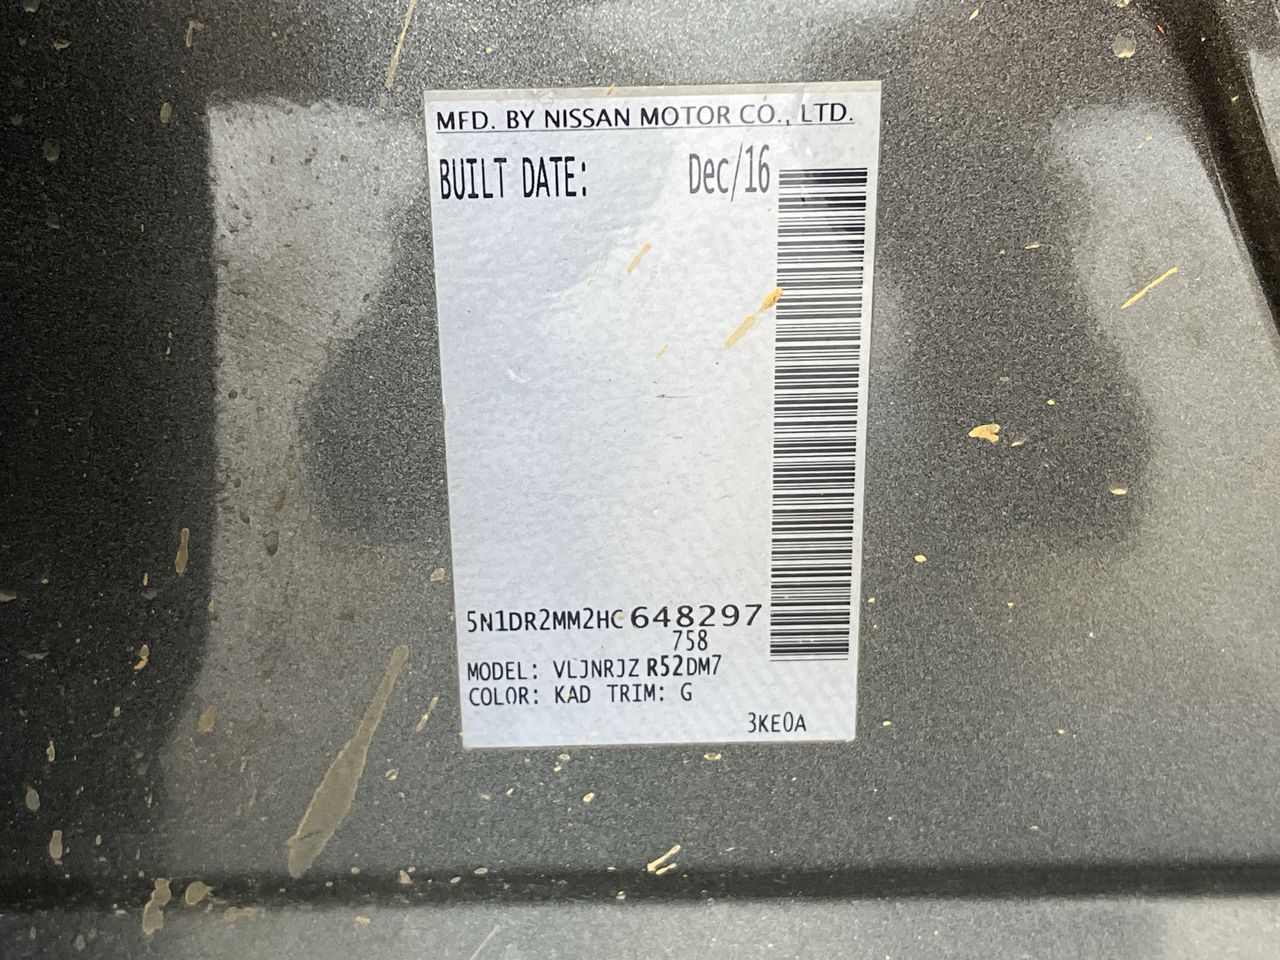 MFD. BY NISSAN MOTOR CO., LTD.
BUILT DATE: Dec/16
5N1DR2MM2HC648297
758
MODEL: VLJNRJZ R52DM7
COLOR: KAD TRIM: G
3KE0A